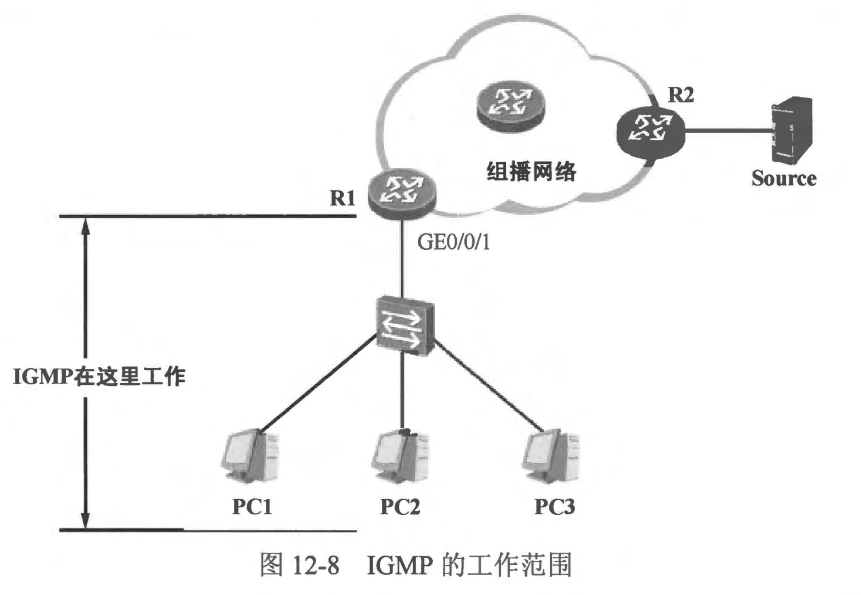 R2
组播网络
Source
R1
GE0/0/1
IGMP在这里工作
PC1
PC2
PC3
图 12-8 IGMP 的工作范围